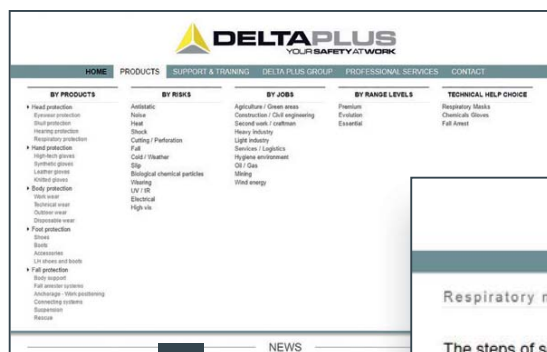 DELTAPLUS
YOUR SAFETY AT WORK
HOME PRODUCTS SUPPORT & TRAINING DELTA PLUS GROUP PROFESSIONAL SERVICES CONTACT
BY PRODUCTS
Head protection
Eyewear protection
Skull protection
Hearing protection
Respiratory protection
Hand protection
High-tech gloves
Synthetic gloves
Leather gloves
Knitted gloves
Body protection
Work wear
Technical wear
Outdoor wear
Disposable wear
Foot protection
Shoes
Boots
Accessories
LH shoes and boots
Fall protection
Body support
Fall arrester systems
Anchorage - Work positioning
Connecting systems
Suspension
Rescue
BY RISKS
Antistatic
Noise
Heat
Shock
Cutting / Perforation
Fall
Cold / Weather
Slip
Biological chemical particles
Wearing
UV / IR
Electrical
High vis
BY JOBS
Agriculture / Green areas
Construction / Civil engineering
Second work / craftmen
Heavy industry
Light industry
Services / Logistics
Hygiene environment
Oil / Gas
Mining
Wind energy
BY RANGE LEVELS
Premium
Evolution
Essential
TECHNICAL HELP CHOICE
Respiratory Masks
Chemicals Gloves
Fall Arrest
NEWS
Respiratory
The steps of